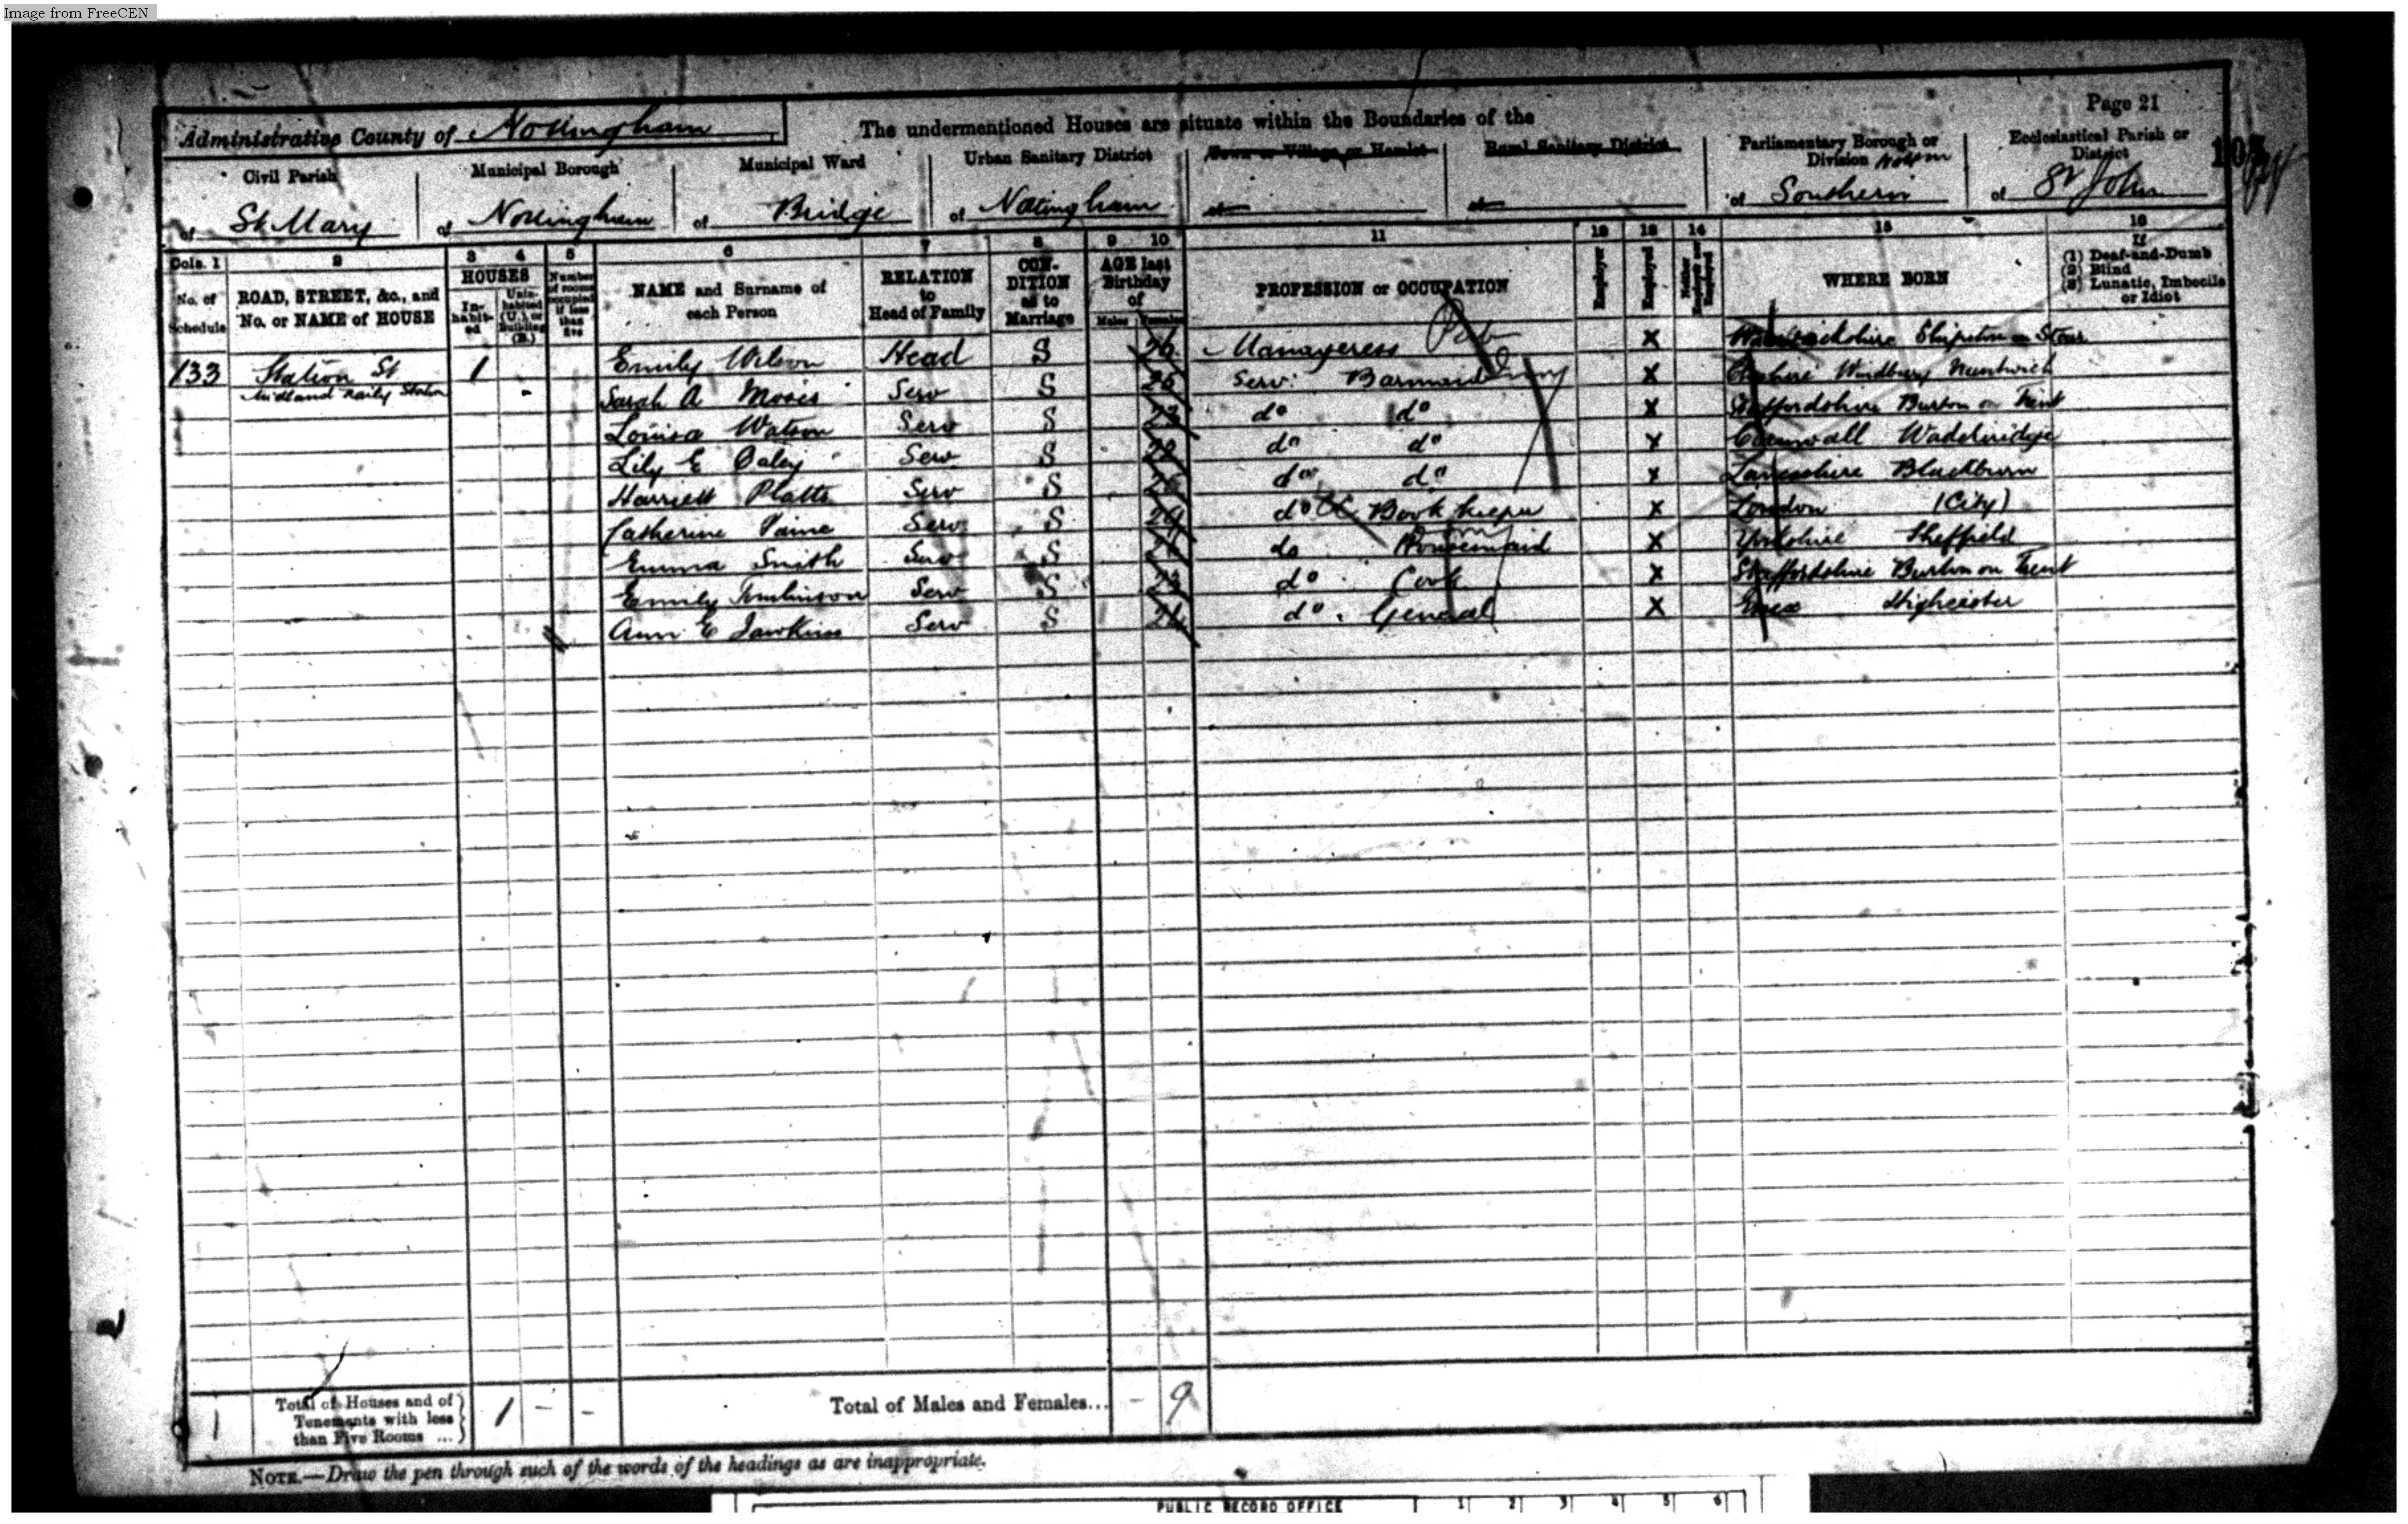 Image from FreeCEN
Page 21
Administrative County of Nottingham
The undermentioned Houses are situate within the Boundaries of the
Civil Parish
of St Mary
Municipal Borough
of Nottingham
Municipal Ward
of Bridge
Urban Sanitary District
of Nottingham
Town or Village or Hamlet
of
Rural Sanitary District
of
Parliamentary Borough or
Division Nottm
of Southern
Ecclesiastical Parish or
District
of St John
Cols. 1 2 3 4 5 6 7 8 9 10 11 12 13 14 15 16
No. of Schedule
ROAD, STREET, &c., and
No. or NAME of HOUSE
HOUSES
In-
habit-
ed
Unin-
habited
(U.), or
Building
(B.)
Number
of rooms
occupied
if less
than
five
NAME and Surname of
each Person
RELATION
to
Head of Family
CON-
DITION
as to
Marriage
AGE last
Birthday
of
Males Females
PROFESSION or OCCUPATION
Employer
Employed
Neither Employer nor Employed
WHERE BORN
If
(1) Deaf-and-Dumb
(2) Blind
(3) Lunatic, Imbecile
or Idiot
133 Station St 1 Emily Wilson Head S 26 Manageress X Warwickshire Shipston on Stour
Midland Raily Station Sarah A Moses Serv S 25 Serv. Barmaid X Cheshire Nantwich
Louisa Watson Serv S 23 do do X Staffordshire Burton on Trent
Lily E Serv S 22 do do X Cornwall Wadebridge
Harriett Platts Serv S do do X Lancashire Blackburn
Catherine Paine Serv S 29 do Book keeper X London (City)
Emma Smith Serv S do Housemaid X Yorkshire Sheffield
Emily Tomlinson Serv S 23 do Cook X Staffordshire Burton on Trent
Ann E Serv S do General X Essex
1 Total of Houses and of
Tenements with less
than Five Rooms ... 1 - -
Total of Males and Females... - 9
NOTE.—Draw the pen through such of the words of the headings as are inappropriate.
PUBLIC RECORD OFFICE 1 2 3 4 5 6